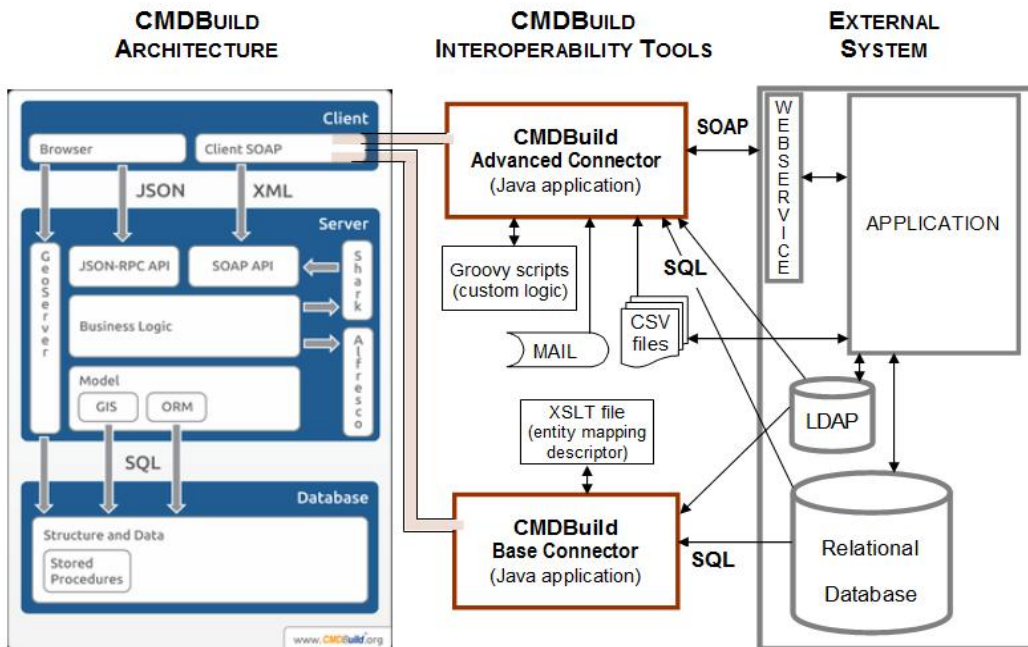 CMDBUILD
ARCHITECTURE
CMDBUILD
INTEROPERABILITY TOOLS
EXTERNAL
SYSTEM
Client
Browser
Client SOAP
JSON
XML
Server
GeoServer
JSON-RPC API
SOAP API
Shark
Business Logic
Alfresco
Model
GIS
ORM
SQL
Database
Structure and Data
Stored
Procedures
www.CMDBuild.org
CMDBuild
Advanced Connector
(Java application)
SOAP
Groovy scripts
(custom logic)
SQL
MAIL
CSV
files
XSLT file
(entity mapping
descriptor)
CMDBuild
Base Connector
(Java application)
SQL
WEBSERVICE
APPLICATION
LDAP
Relational
Database